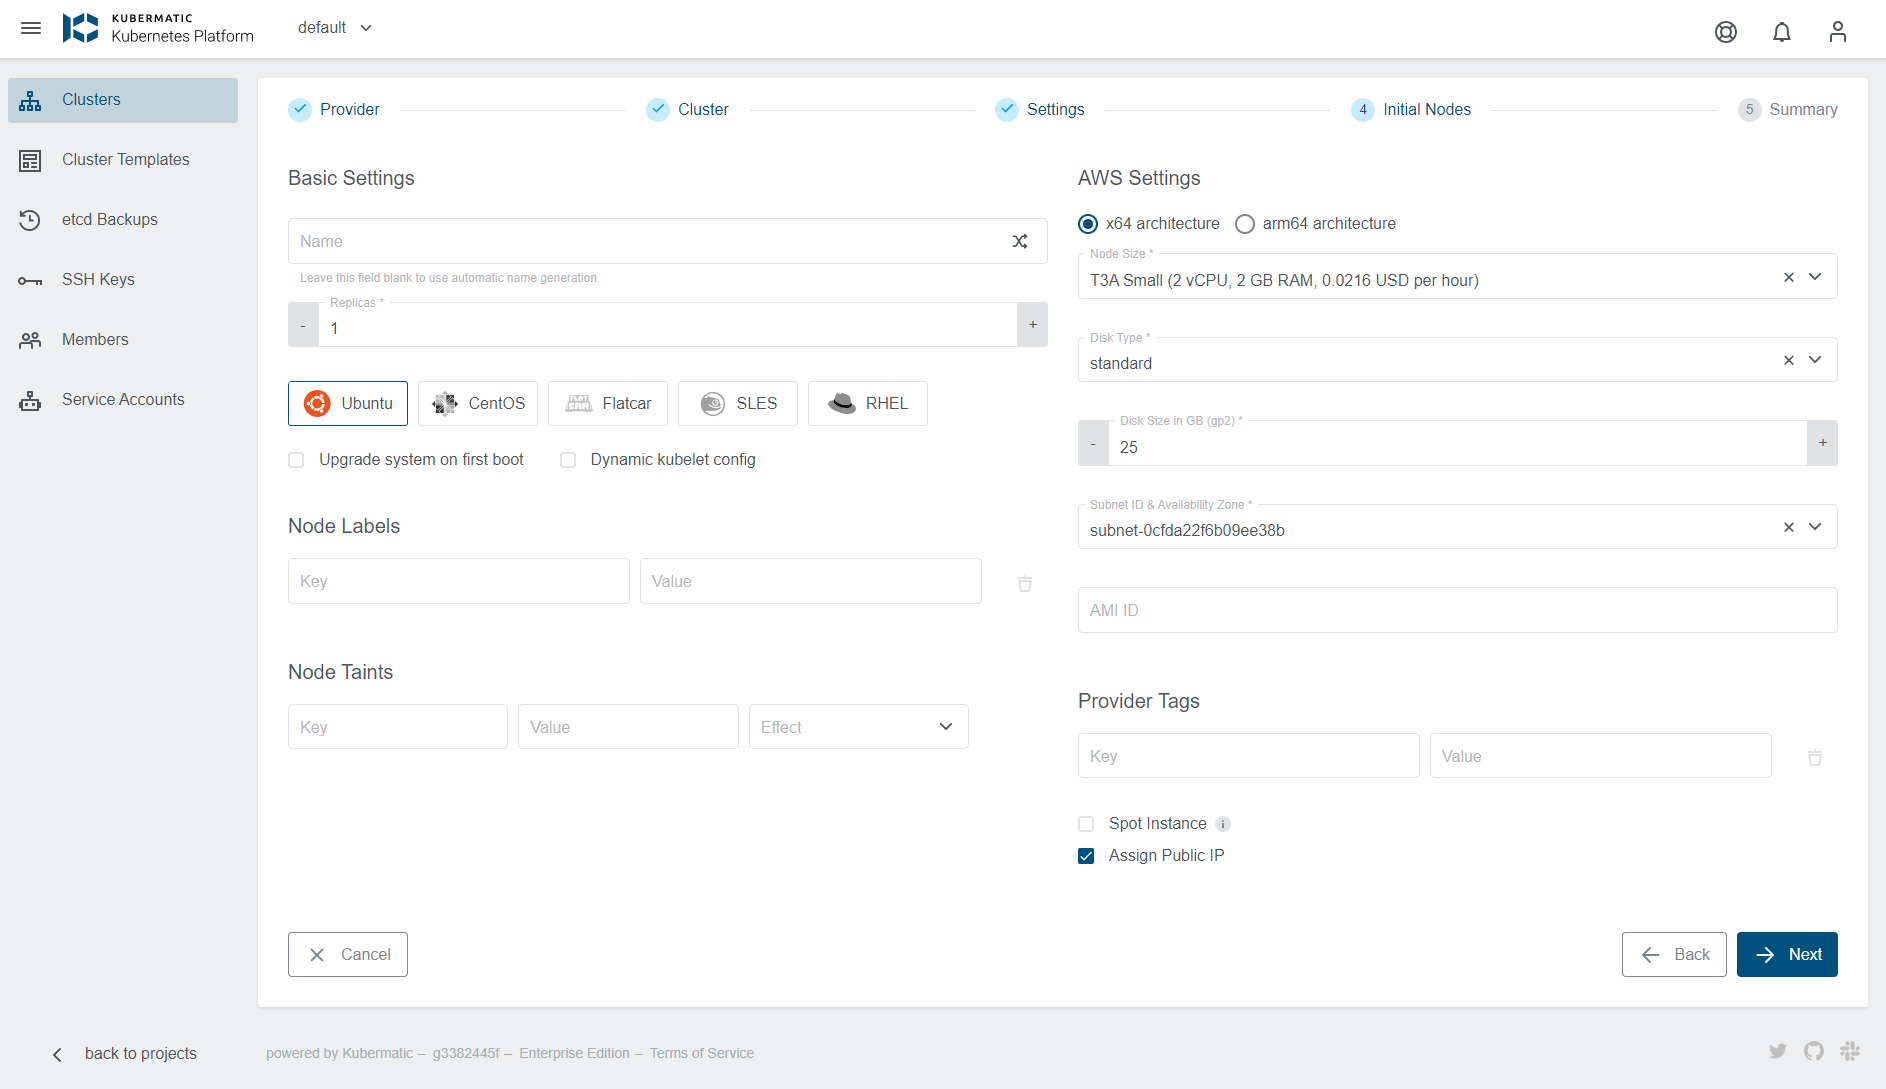 KUBERMATIC
Kubernetes Platform
default
Clusters
Cluster Templates
etcd Backups
SSH Keys
Members
Service Accounts
Provider
Cluster
Settings
4 Initial Nodes
5 Summary
Basic Settings
Name
Leave this field blank to use automatic name generation.
Replicas *
- 1 +
Ubuntu
CentOS
FLAT CAR Flatcar
SLES
RHEL
Upgrade system on first boot
Dynamic kubelet config
Node Labels
Key
Value
Node Taints
Key
Value
Effect
AWS Settings
x64 architecture
arm64 architecture
Node Size *
T3A Small (2 vCPU, 2 GB RAM, 0.0216 USD per hour)
Disk Type *
standard
Disk Size in GB (gp2) *
- 25 +
Subnet ID & Availability Zone *
subnet-0cfda22f6b09ee38b
AMI ID
Provider Tags
Key
Value
Spot Instance i
Assign Public IP
Cancel
Back
Next
back to projects
powered by Kubermatic – g3382445f – Enterprise Edition – Terms of Service